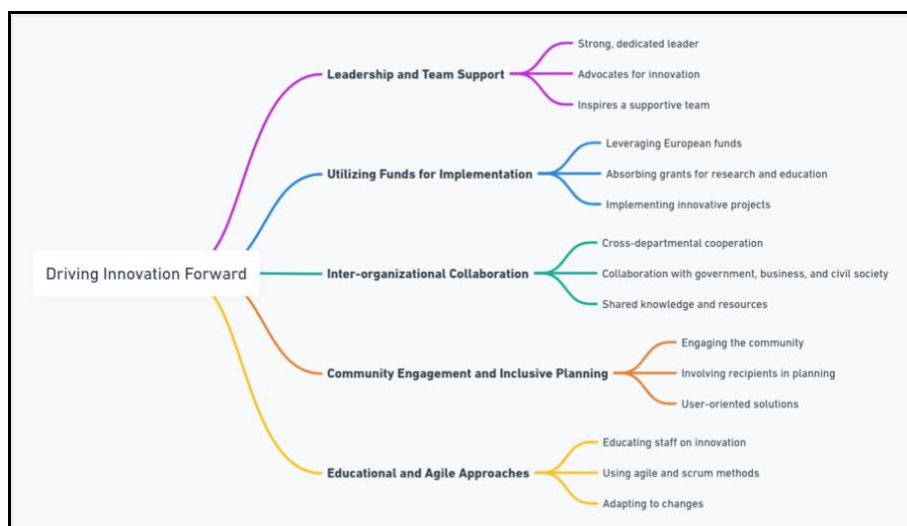 Driving Innovation Forward
Leadership and Team Support
Strong, dedicated leader
Advocates for innovation
Inspires a supportive team
Utilizing Funds for Implementation
Leveraging European funds
Absorbing grants for research and education
Implementing innovative projects
Inter-organizational Collaboration
Cross-departmental cooperation
Collaboration with government, business, and civil society
Shared knowledge and resources
Community Engagement and Inclusive Planning
Engaging the community
Involving recipients in planning
User-oriented solutions
Educational and Agile Approaches
Educating staff on innovation
Using agile and scrum methods
Adapting to changes